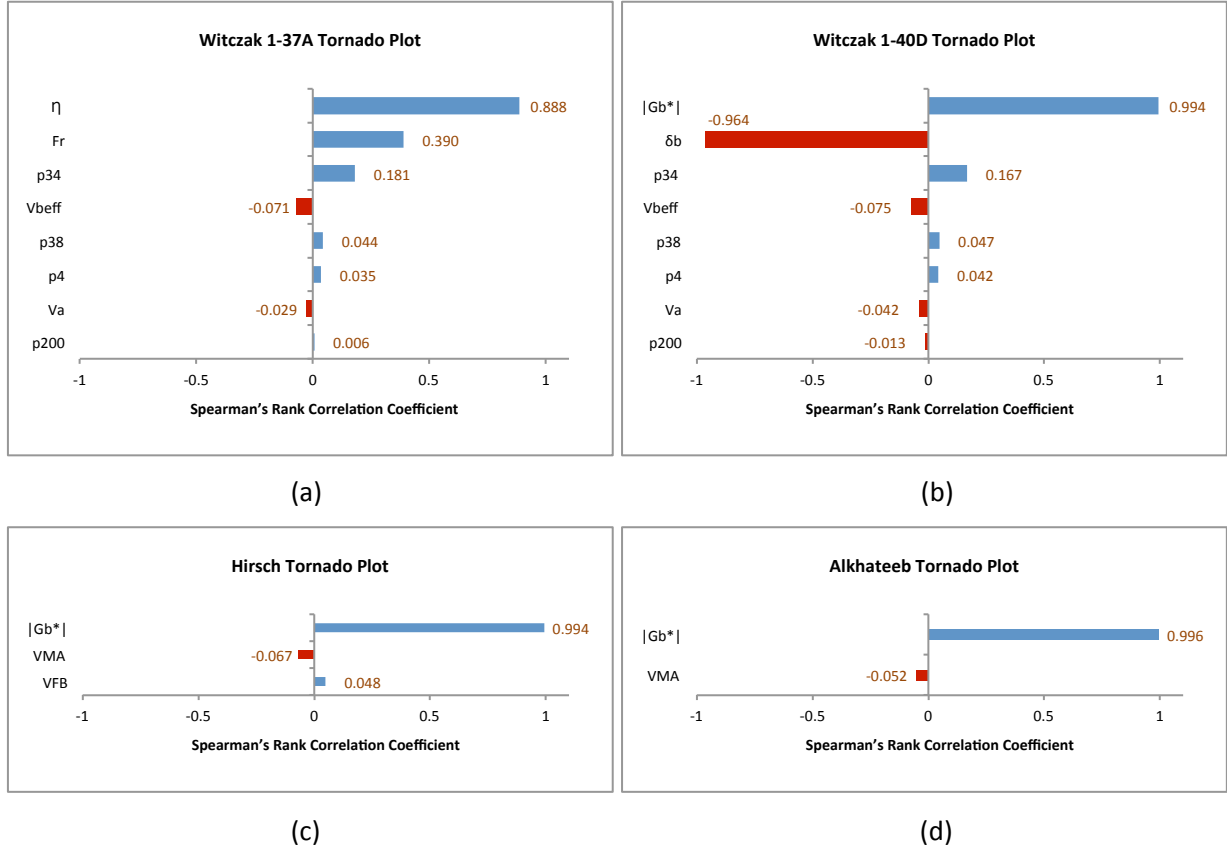 Witczak 1-37A Tornado Plot
η 0.888
Fr 0.390
p34 0.181
Vbeff -0.071
p38 0.044
p4 0.035
Va -0.029
p200 0.006
-1 -0.5 0 0.5 1
Spearman's Rank Correlation Coefficient
(a)
Witczak 1-40D Tornado Plot
|Gb*| 0.994
δb -0.964
p34 0.167
Vbeff -0.075
p38 0.047
p4 0.042
Va -0.042
p200 -0.013
-1 -0.5 0 0.5 1
Spearman's Rank Correlation Coefficient
(b)
Hirsch Tornado Plot
|Gb*| 0.994
VMA -0.067
VFB 0.048
-1 -0.5 0 0.5 1
Spearman's Rank Correlation Coefficient
(c)
Alkhateeb Tornado Plot
|Gb*| 0.996
VMA -0.052
-1 -0.5 0 0.5 1
Spearman's Rank Correlation Coefficient
(d)